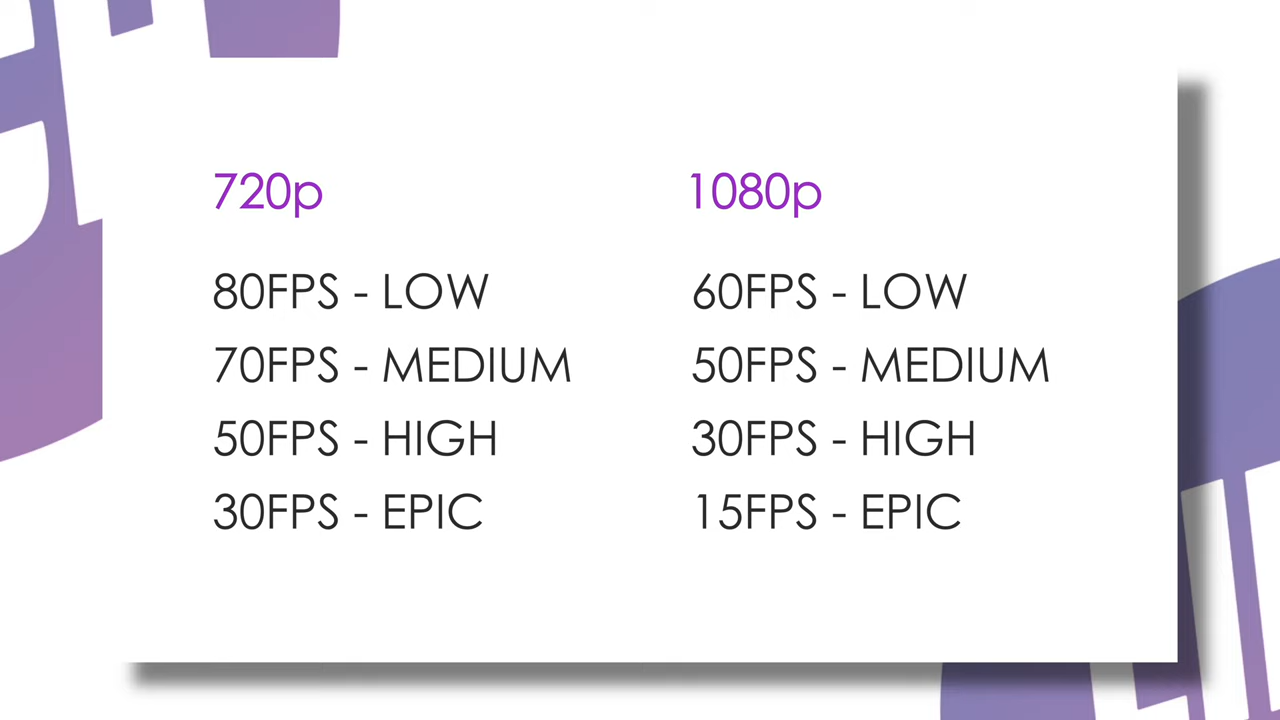 720p
80FPS - LOW
70FPS - MEDIUM
50FPS - HIGH
30FPS - EPIC
1080p
60FPS - LOW
50FPS - MEDIUM
30FPS - HIGH
15FPS - EPIC